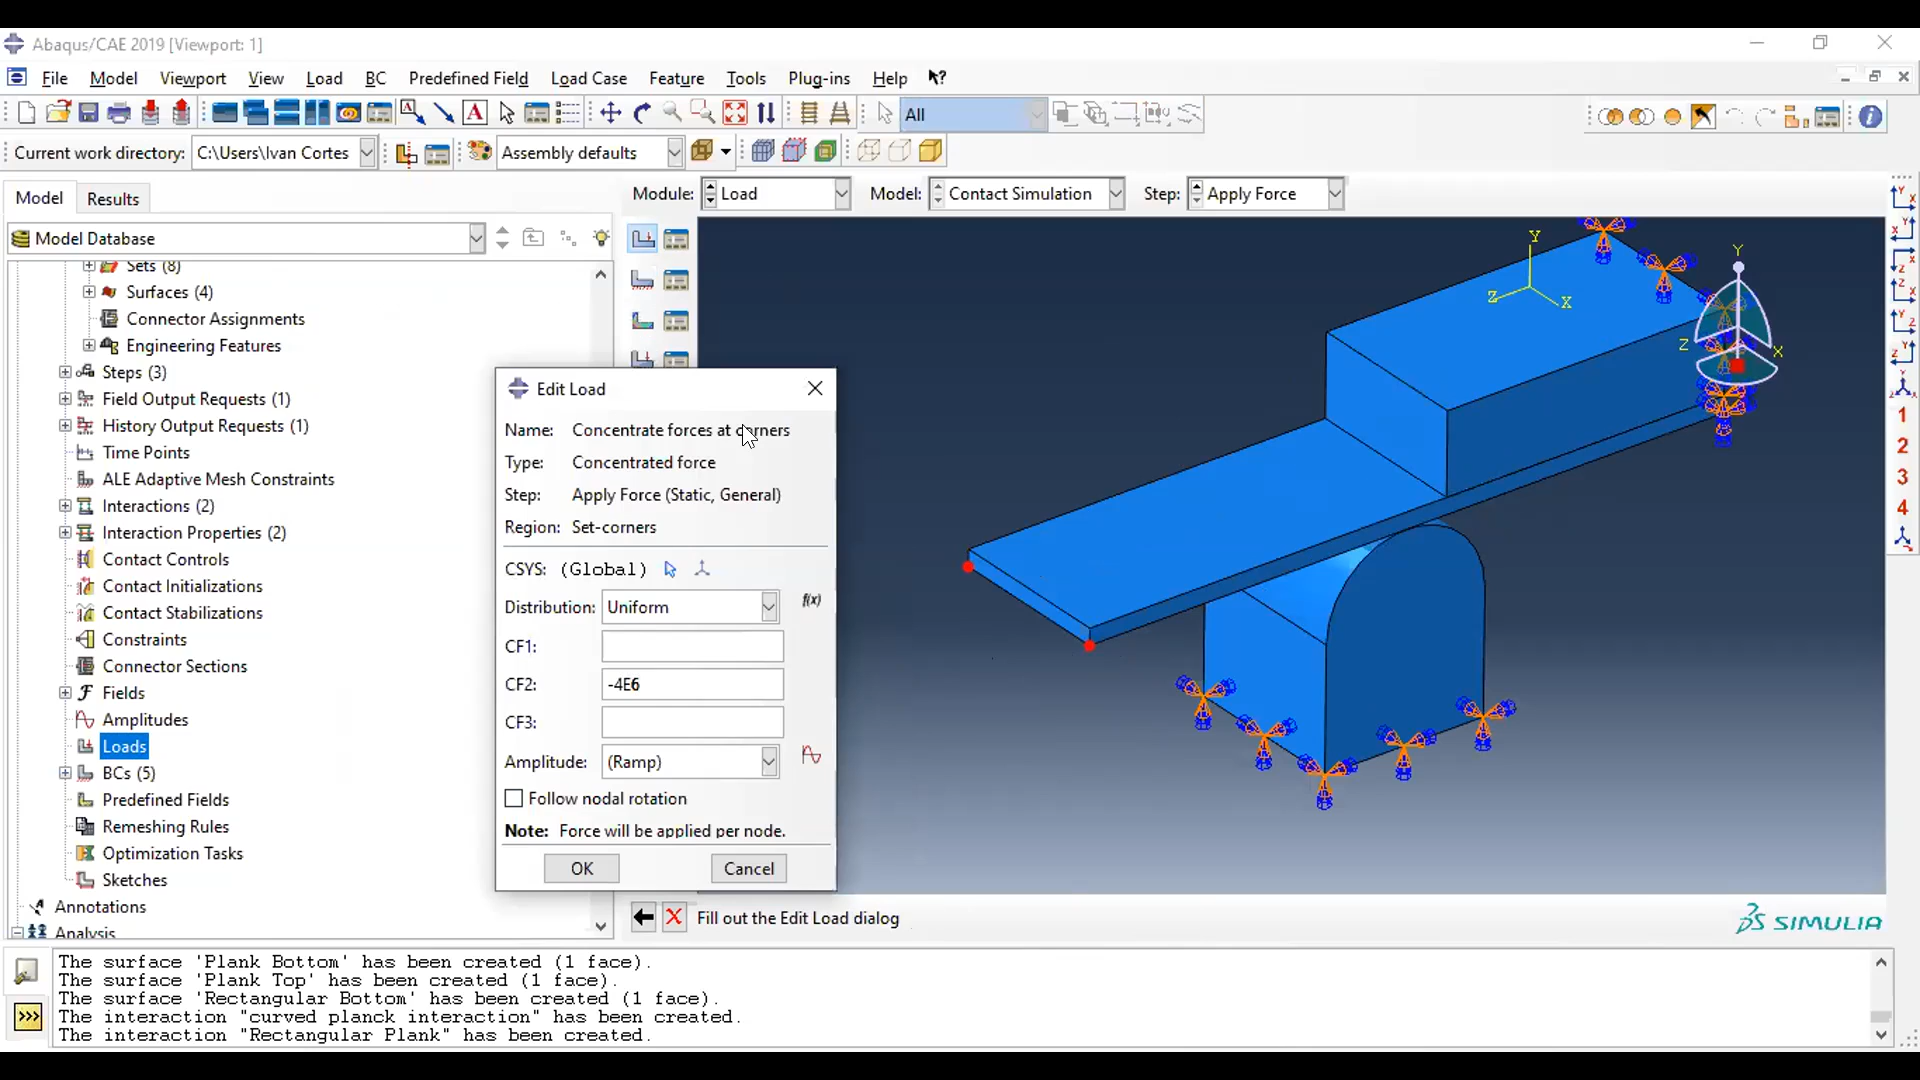 Abaqus/CAE 2019 [Viewport: 1]
File Model Viewport View Load BC Predefined Field Load Case Feature Tools Plug-ins Help
All
Current work directory: C:\Users\Ivan Cortes
Assembly defaults
Model Results
Module: Load Model: Contact Simulation Step: Apply Force
Model Database
Sets (8)
Surfaces (4)
Connector Assignments
Engineering Features
Steps (3)
Field Output Requests (1)
History Output Requests (1)
Time Points
ALE Adaptive Mesh Constraints
Interactions (2)
Interaction Properties (2)
Contact Controls
Contact Initializations
Contact Stabilizations
Constraints
Connector Sections
Fields
Amplitudes
Loads
BCs (5)
Predefined Fields
Remeshing Rules
Optimization Tasks
Sketches
Annotations
Analysis
Edit Load
Name: Concentrate forces at corners
Type: Concentrated force
Step: Apply Force (Static, General)
Region: Set-corners
CSYS: (Global)
Distribution: Uniform f(x)
CF1:
CF2: -4E6
CF3:
Amplitude: (Ramp)
Follow nodal rotation
Note: Force will be applied per node.
OK Cancel
Y
Z X
Y
Z X
1
2
3
4
Fill out the Edit Load dialog
SIMULIA
The surface 'Plank Bottom' has been created (1 face).
The surface 'Plank Top' has been created (1 face).
The surface 'Rectangular Bottom' has been created (1 face).
The interaction "curved planck interaction" has been created.
The interaction "Rectangular Plank" has been created.
>>>